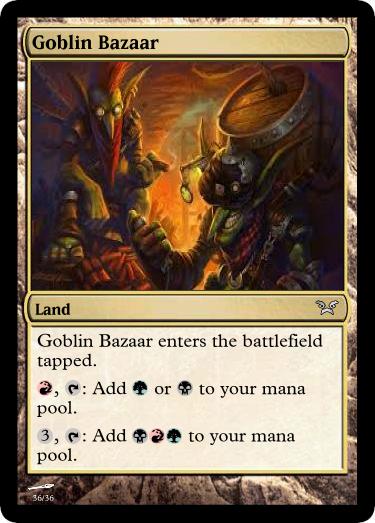 Goblin Bazaar
Land
Goblin Bazaar enters the battlefield
tapped.
, : Add or to your mana
pool.
3, : Add to your mana
pool.
36/36